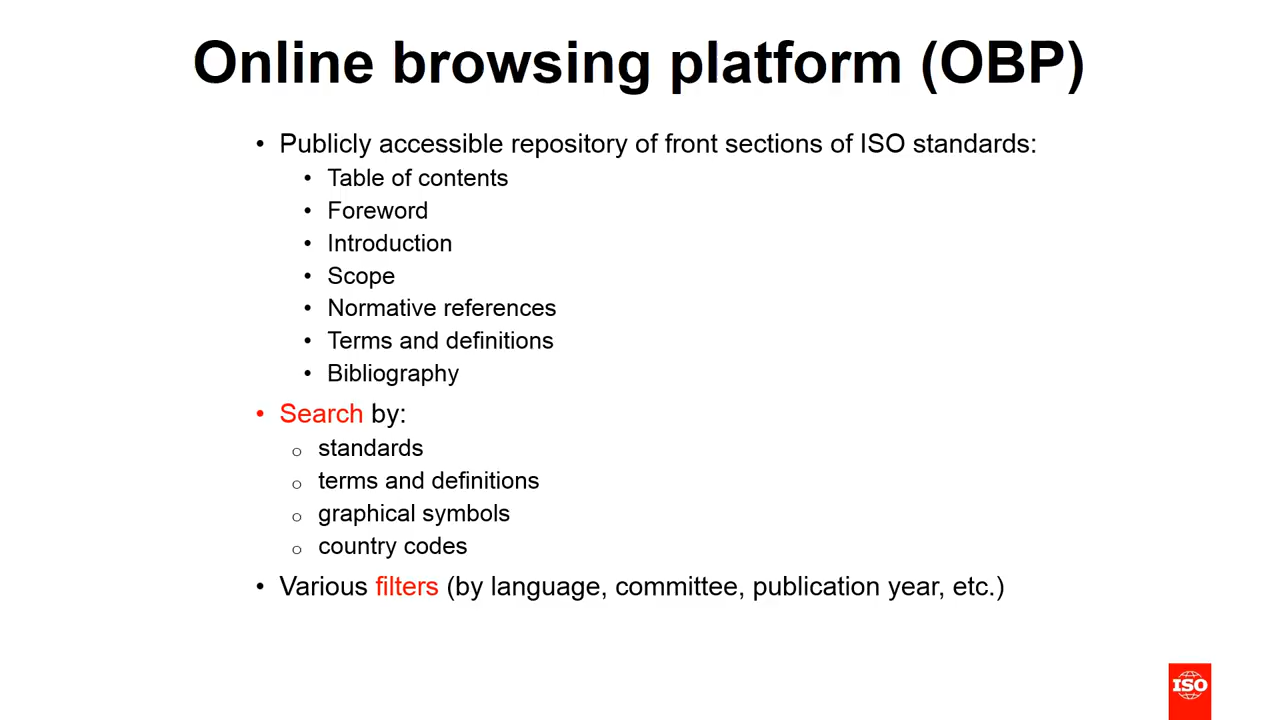 Online browsing platform (OBP)
• Publicly accessible repository of front sections of ISO standards:
• Table of contents
• Foreword
• Introduction
• Scope
• Normative references
• Terms and definitions
• Bibliography
• Search by:
o standards
o terms and definitions
o graphical symbols
o country codes
• Various filters (by language, committee, publication year, etc.)
ISO